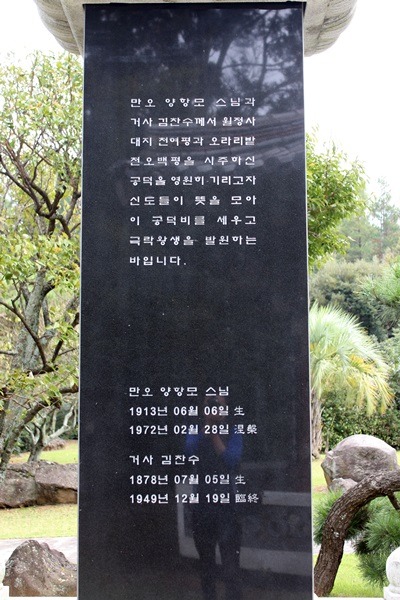 만오 양항모 스님과
거사 김찬수께서 월정사
대지 천여평과 오라리밭
천오백평을 시주하신
공덕을 영원히 기리고자
신도들이 뜻을 모아
이 공덕비를 세우고
극락왕생을 발원하는
바입니다.
만오 양항모 스님
1913년 06월 06일 生
1972년 02월 28일 涅槃
거사 김찬수
1878년 07월 05일 生
1949년 12월 19일 臨終